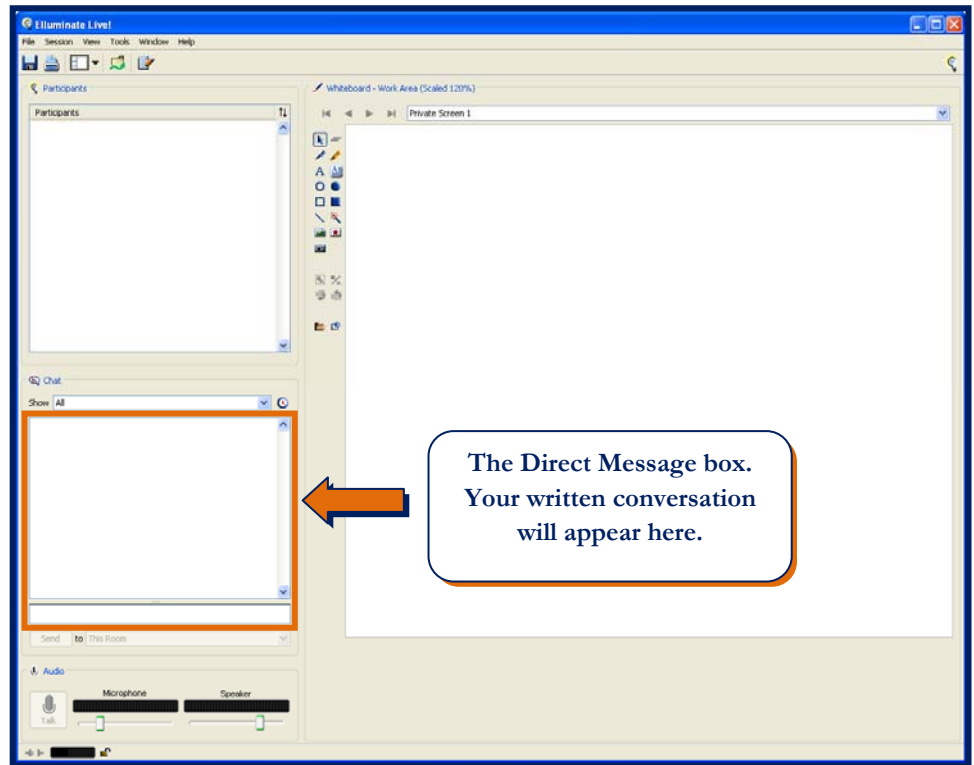 Elluminate Live!
File Session View Tools Window Help
Participants
Participants
Whiteboard - Work Area (Scaled 120%)
Private Screen 1
A
Chat
Show All
The Direct Message box.
Your written conversation
will appear here.
Send to This Room
Audio
Microphone Speaker
Talk